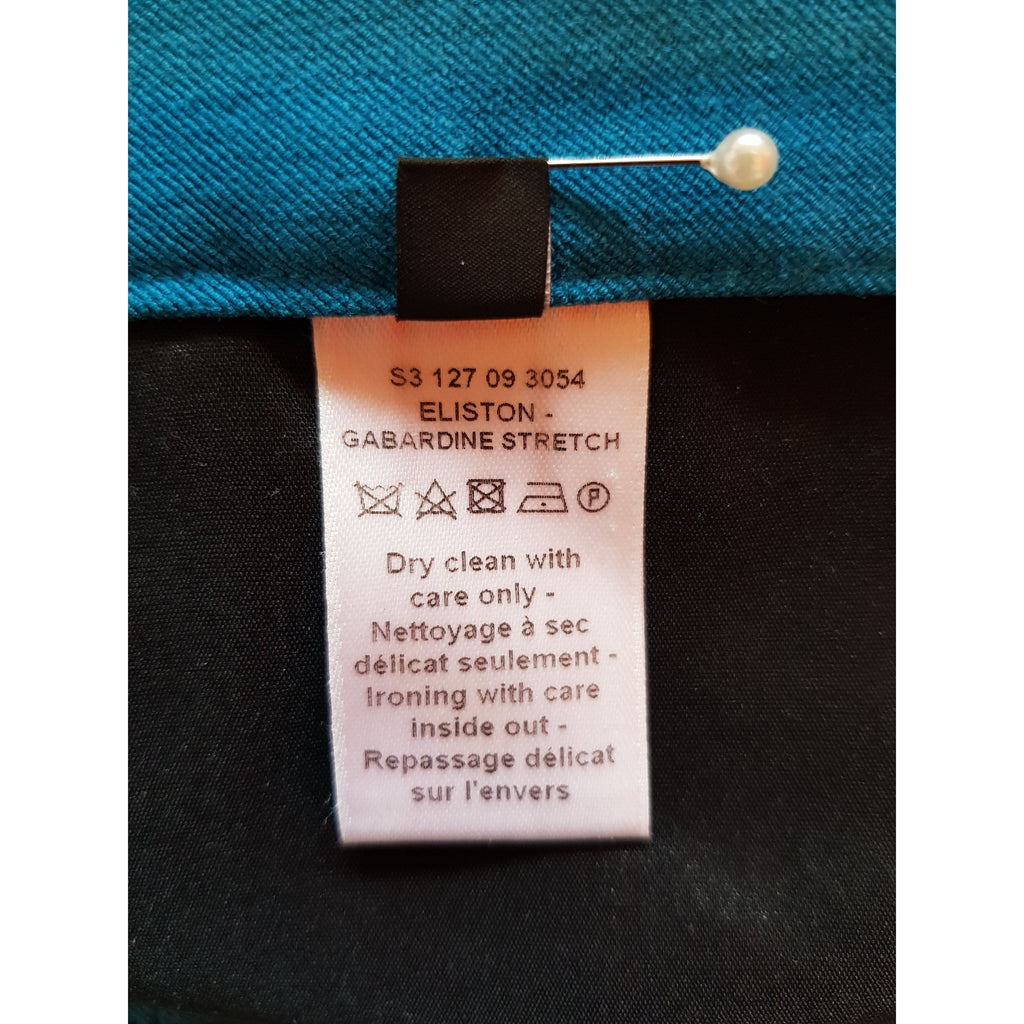 S3 127 09 3054
ELISTON -
GABARDINE STRETCH
P
Dry clean with
care only -
Nettoyage à sec
délicat seulement -
Ironing with care
inside out -
Repassage délicat
sur l'envers